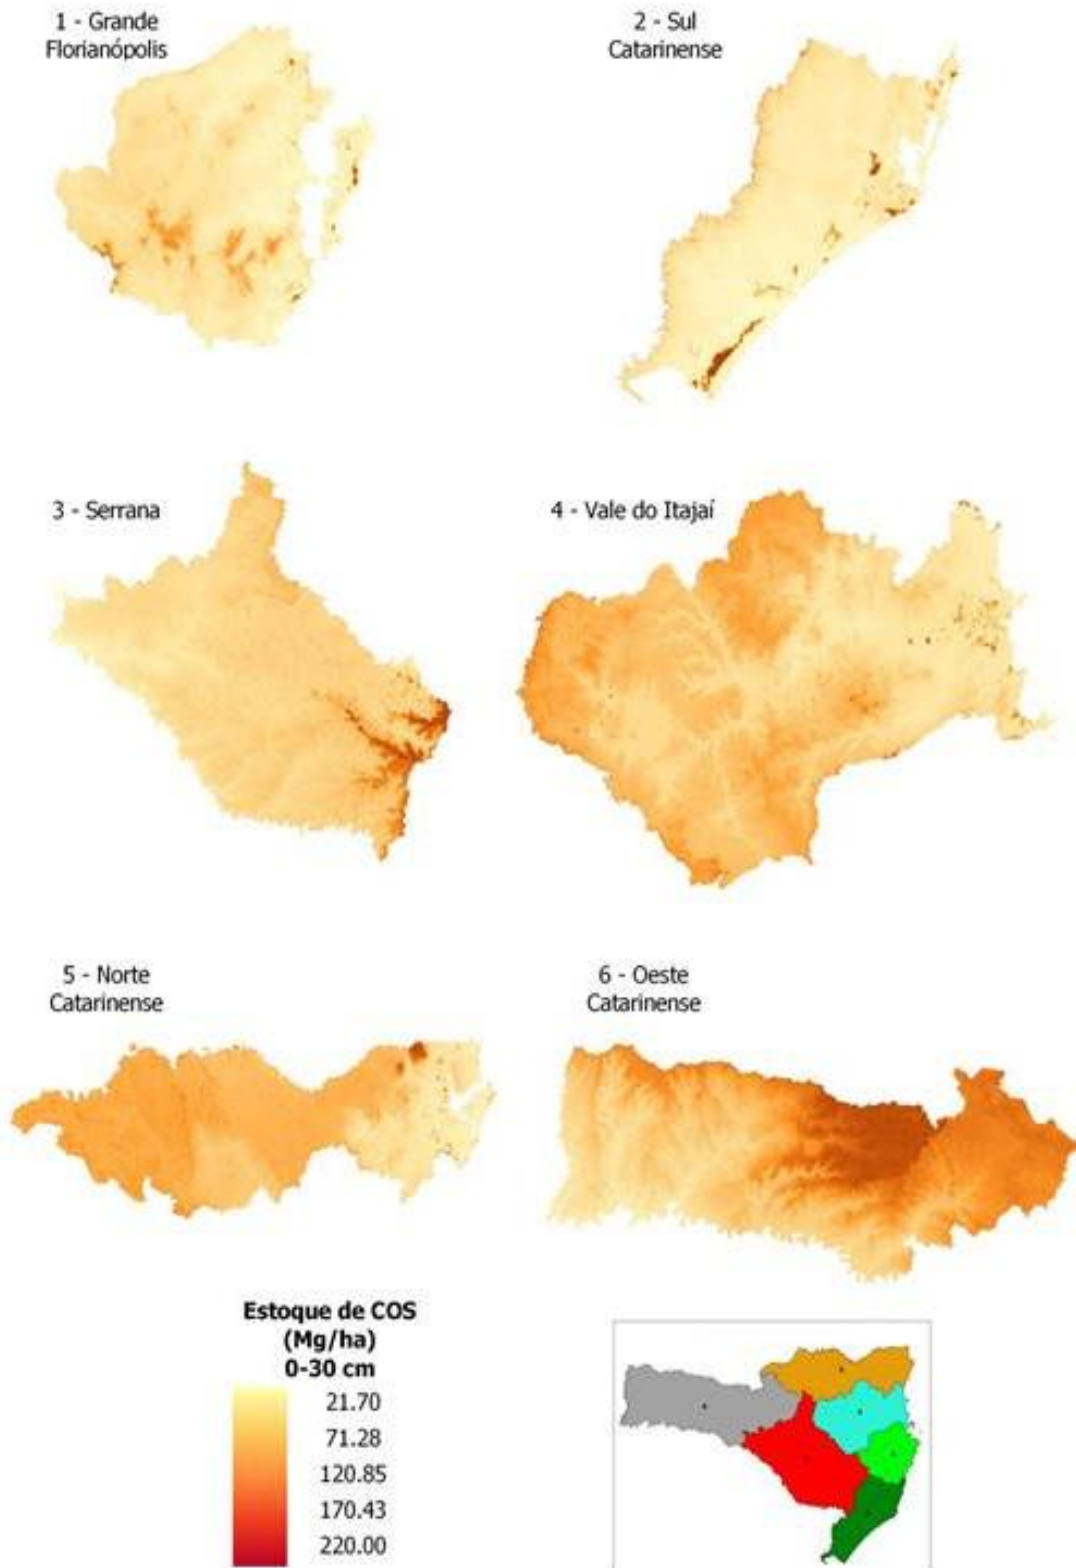 1 - Grande
Florianópolis
2 - Sul
Catarinense
3 - Serrana
4 - Vale do Itajaí
5 - Norte
Catarinense
6 - Oeste
Catarinense
Estoque de COS
(Mg/ha)
0-30 cm
21.70
71.28
120.85
170.43
220.00